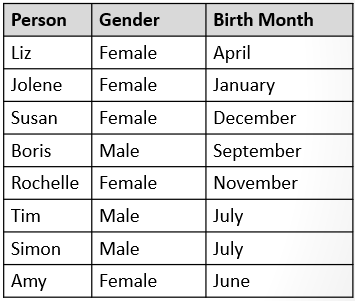 Person Gender Birth Month
Liz Female April
Jolene Female January
Susan Female December
Boris Male September
Rochelle Female November
Tim Male July
Simon Male July
Amy Female June